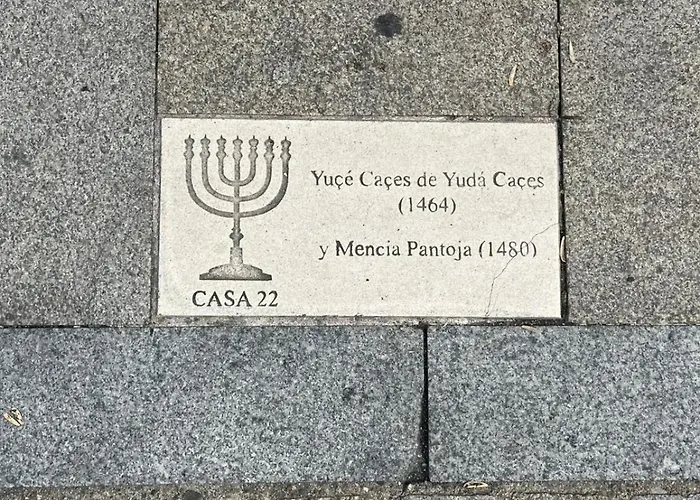 Yuçé Caçes de Yudá Caçes
(1464)
y Mencia Pantoja (1480)
CASA 22